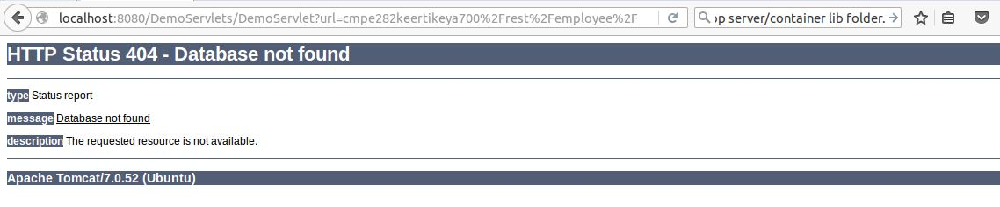 localhost:8080/DemoServlets/DemoServlet?url=cmpe282keertikeya700%2Frest%2Femployee%2F
op server/container lib folder.
HTTP Status 404 - Database not found
type Status report
message Database not found
description The requested resource is not available.
Apache Tomcat/7.0.52 (Ubuntu)